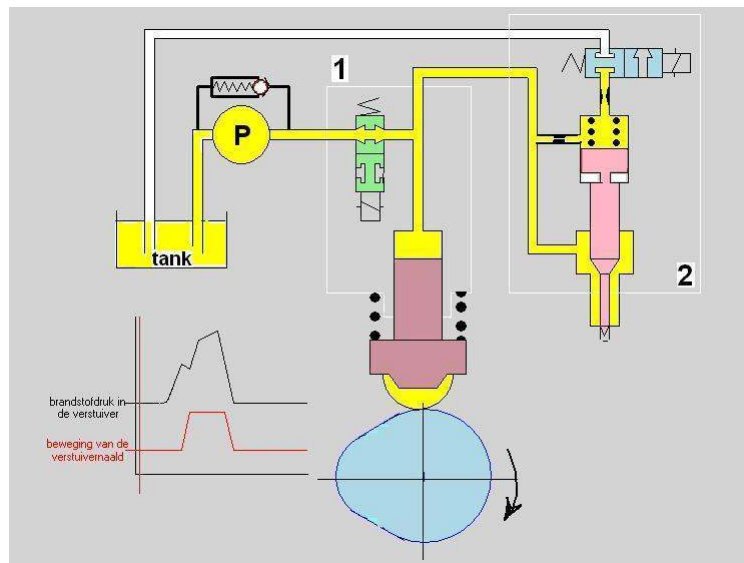 1
P
tank
2
brandstofdruk in
de verstuiver
beweging van de
verstuivernaald